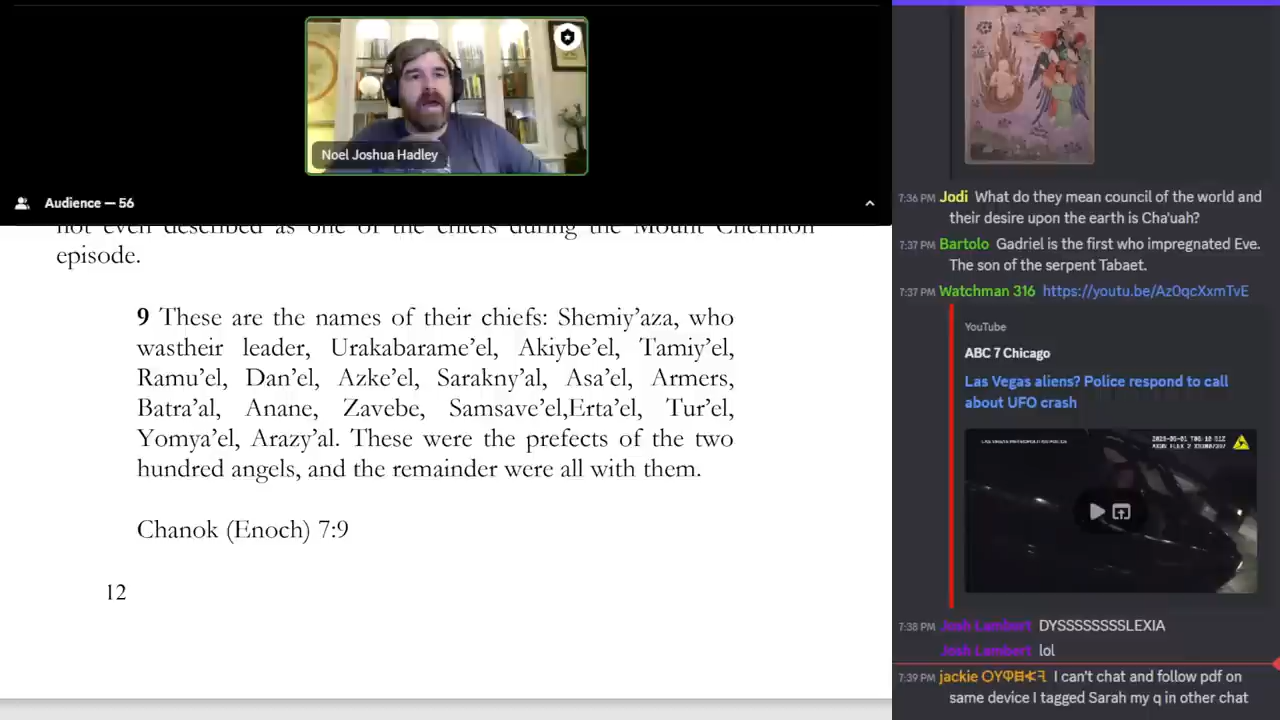 Noel Joshua Hadley
Audience — 56
not even described as one of the chiefs during the Mount Chermon
episode.
9 These are the names of their chiefs: Shemiy’aza, who
wastheir leader, Urakabarame’el, Akiybe’el, Tamiy’el,
Ramu’el, Dan’el, Azke’el, Sarakny’al, Asa’el, Armers,
Batra’al, Anane, Zavebe, Samsave’el,Erta’el, Tur’el,
Yomya’el, Arazy’al. These were the prefects of the two
hundred angels, and the remainder were all with them.
Chanok (Enoch) 7:9
12
7:36 PM Jodi What do they mean council of the world and
their desire upon the earth is Cha'uah?
7:37 PM Bartolo Gadriel is the first who impregnated Eve.
The son of the serpent Tabaet.
7:37 PM Watchman 316 https://youtu.be/Az0qcXxmTvE
YouTube
ABC 7 Chicago
Las Vegas aliens? Police respond to call
about UFO crash
7:38 PM Josh Lambert DYSSSSSSSSLEXIA
Josh Lambert lol
7:39 PM jackie I can't chat and follow pdf on
same device I tagged Sarah my q in other chat